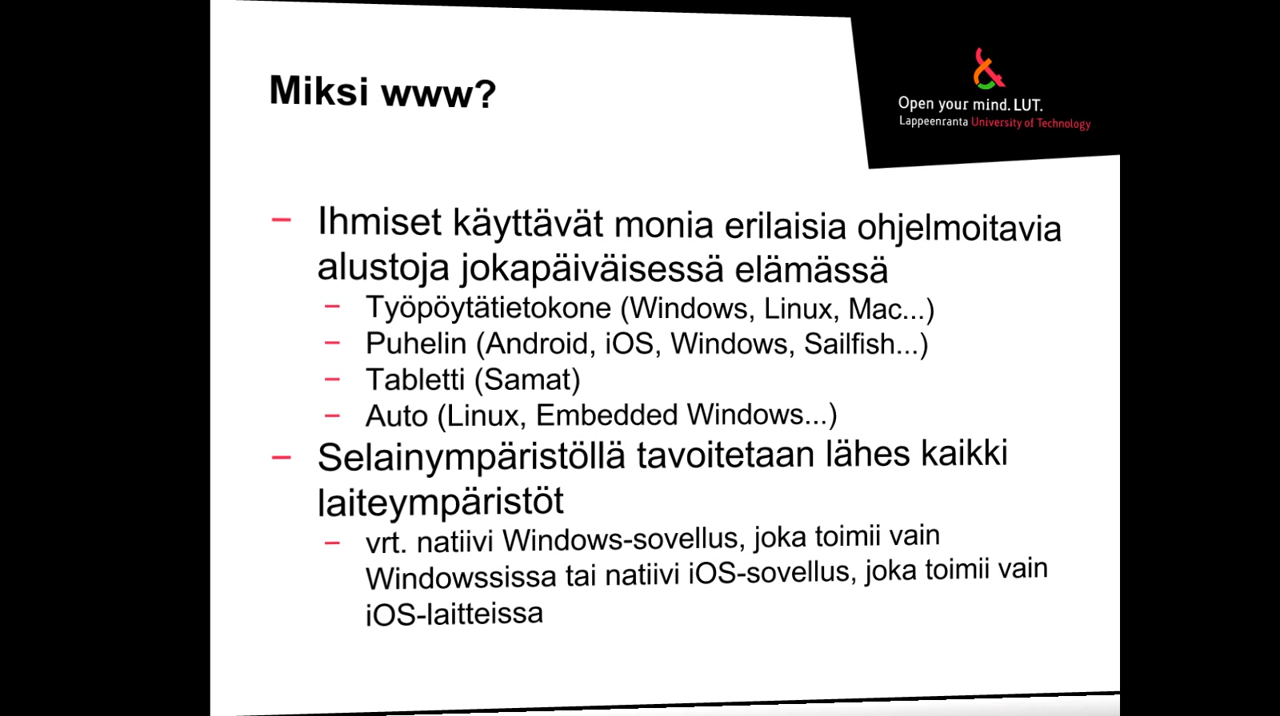 Miksi www?
Open your mind. LUT.
Lappeenranta University of Technology
– Ihmiset käyttävät monia erilaisia ohjelmoitavia
alustoja jokapäiväisessä elämässä
– Työpöytätietokone (Windows, Linux, Mac...)
– Puhelin (Android, iOS, Windows, Sailfish...)
– Tabletti (Samat)
– Auto (Linux, Embedded Windows...)
– Selainympäristöllä tavoitetaan lähes kaikki
laiteympäristöt
– vrt. natiivi Windows-sovellus, joka toimii vain
Windowssissa tai natiivi iOS-sovellus, joka toimii vain
iOS-laitteissa